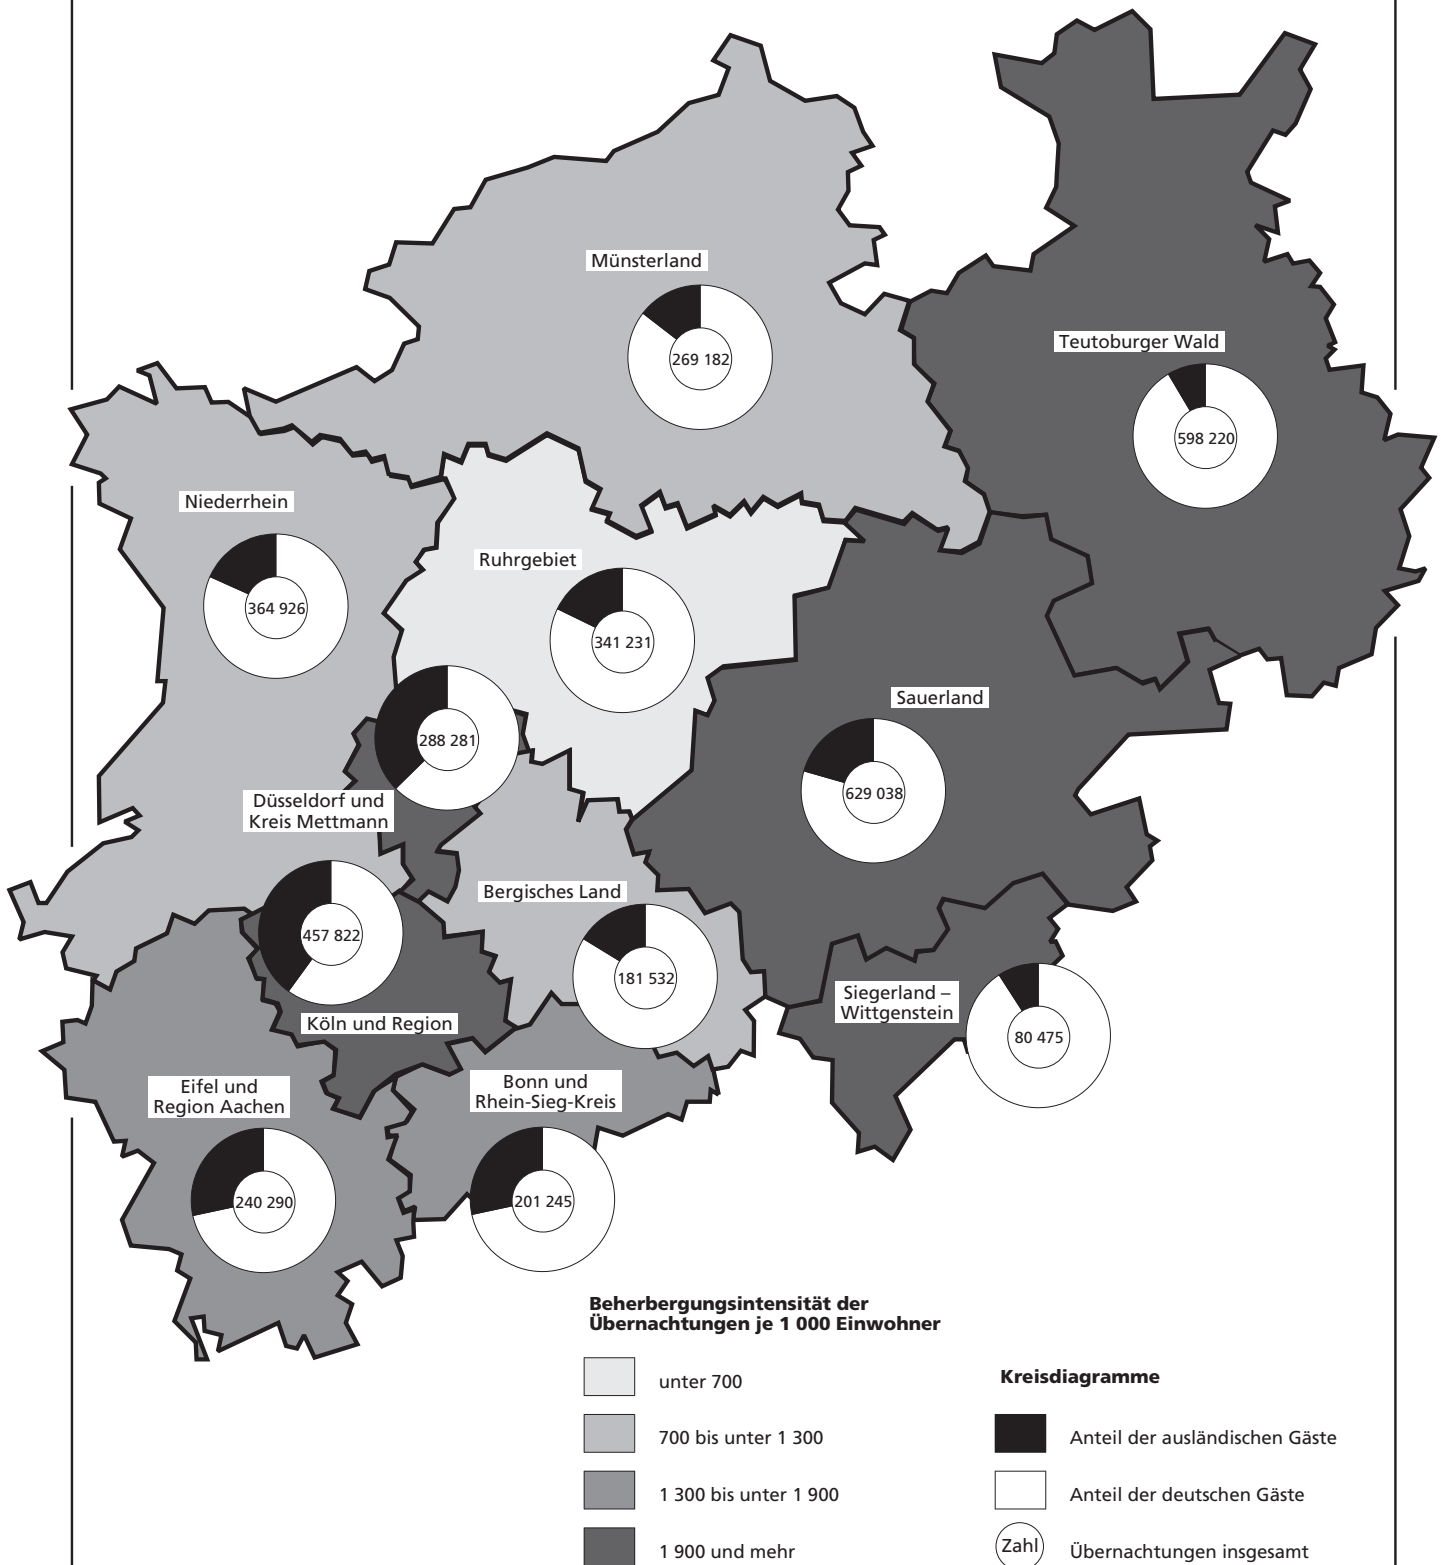 Münsterland
269 182
Teutoburger Wald
598 220
Niederrhein
364 926
Ruhrgebiet
341 231
Sauerland
629 038
288 281
Düsseldorf und
Kreis Mettmann
Bergisches Land
181 532
457 822
Köln und Region
Siegerland –
Wittgenstein
80 475
Eifel und
Region Aachen
240 290
Bonn und
Rhein-Sieg-Kreis
201 245
Beherbergungsintensität der
Übernachtungen je 1 000 Einwohner
unter 700
700 bis unter 1 300
1 300 bis unter 1 900
1 900 und mehr
Kreisdiagramme
Anteil der ausländischen Gäste
Anteil der deutschen Gäste
Zahl Übernachtungen insgesamt